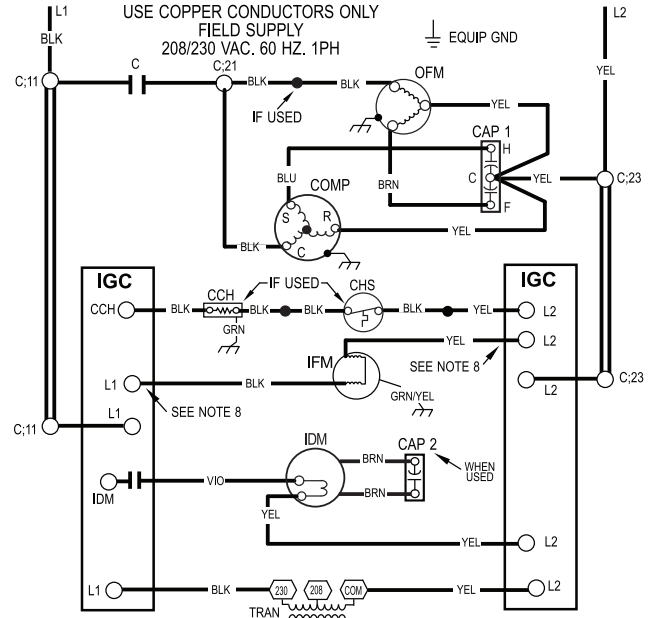 L1
USE COPPER CONDUCTORS ONLY
FIELD SUPPLY
208/230 VAC. 60 HZ. 1PH
L2
BLK
EQUIP GND
YEL
C;11
C
C;21
BLK
BLK
OFM
IF USED
YEL
CAP 1
H
BLU
COMP
BRN
C
YEL
C;23
S
R
F
C
BLK
YEL
IGC
IF USED
CHS
IGC
CCH
CCH
BLK
BLK
BLK
BLK
YEL
L2
GRN
YEL
L2
IFM
SEE NOTE 8
L1
BLK
GRN/YEL
L2
C;23
SEE NOTE 8
C;11
L1
IDM
CAP 2
BRN
WHEN
USED
VIO
IDM
BRN
YEL
YEL
L2
L1
BLK
230
208
COM
YEL
L2
TRAN